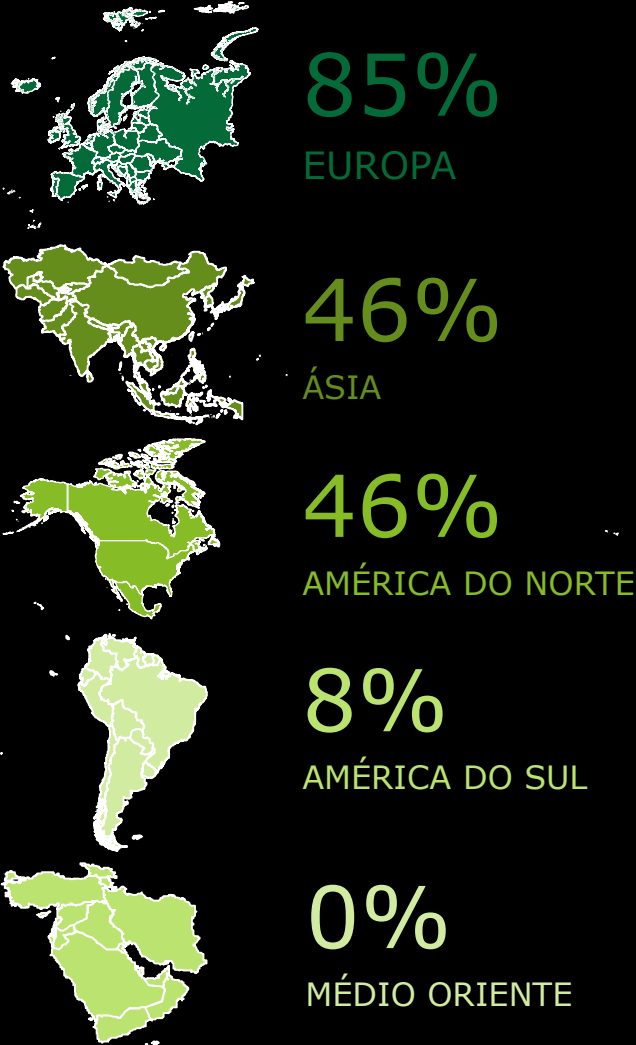 85%
EUROPA
46%
ÁSIA
46%
AMÉRICA DO NORTE
8%
AMÉRICA DO SUL
0%
MÉDIO ORIENTE